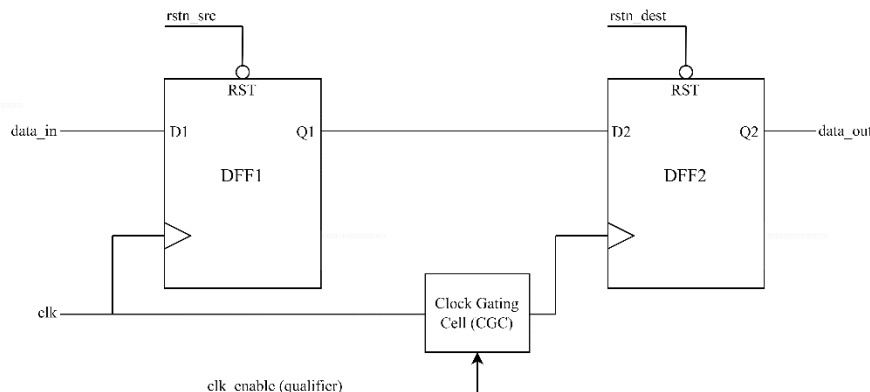 rstn_src
rstn_dest
RST
RST
data_in
D1
Q1
D2
Q2
data_out
DFF1
DFF2
clk
Clock Gating
Cell (CGC)
clk_enable (qualifier)